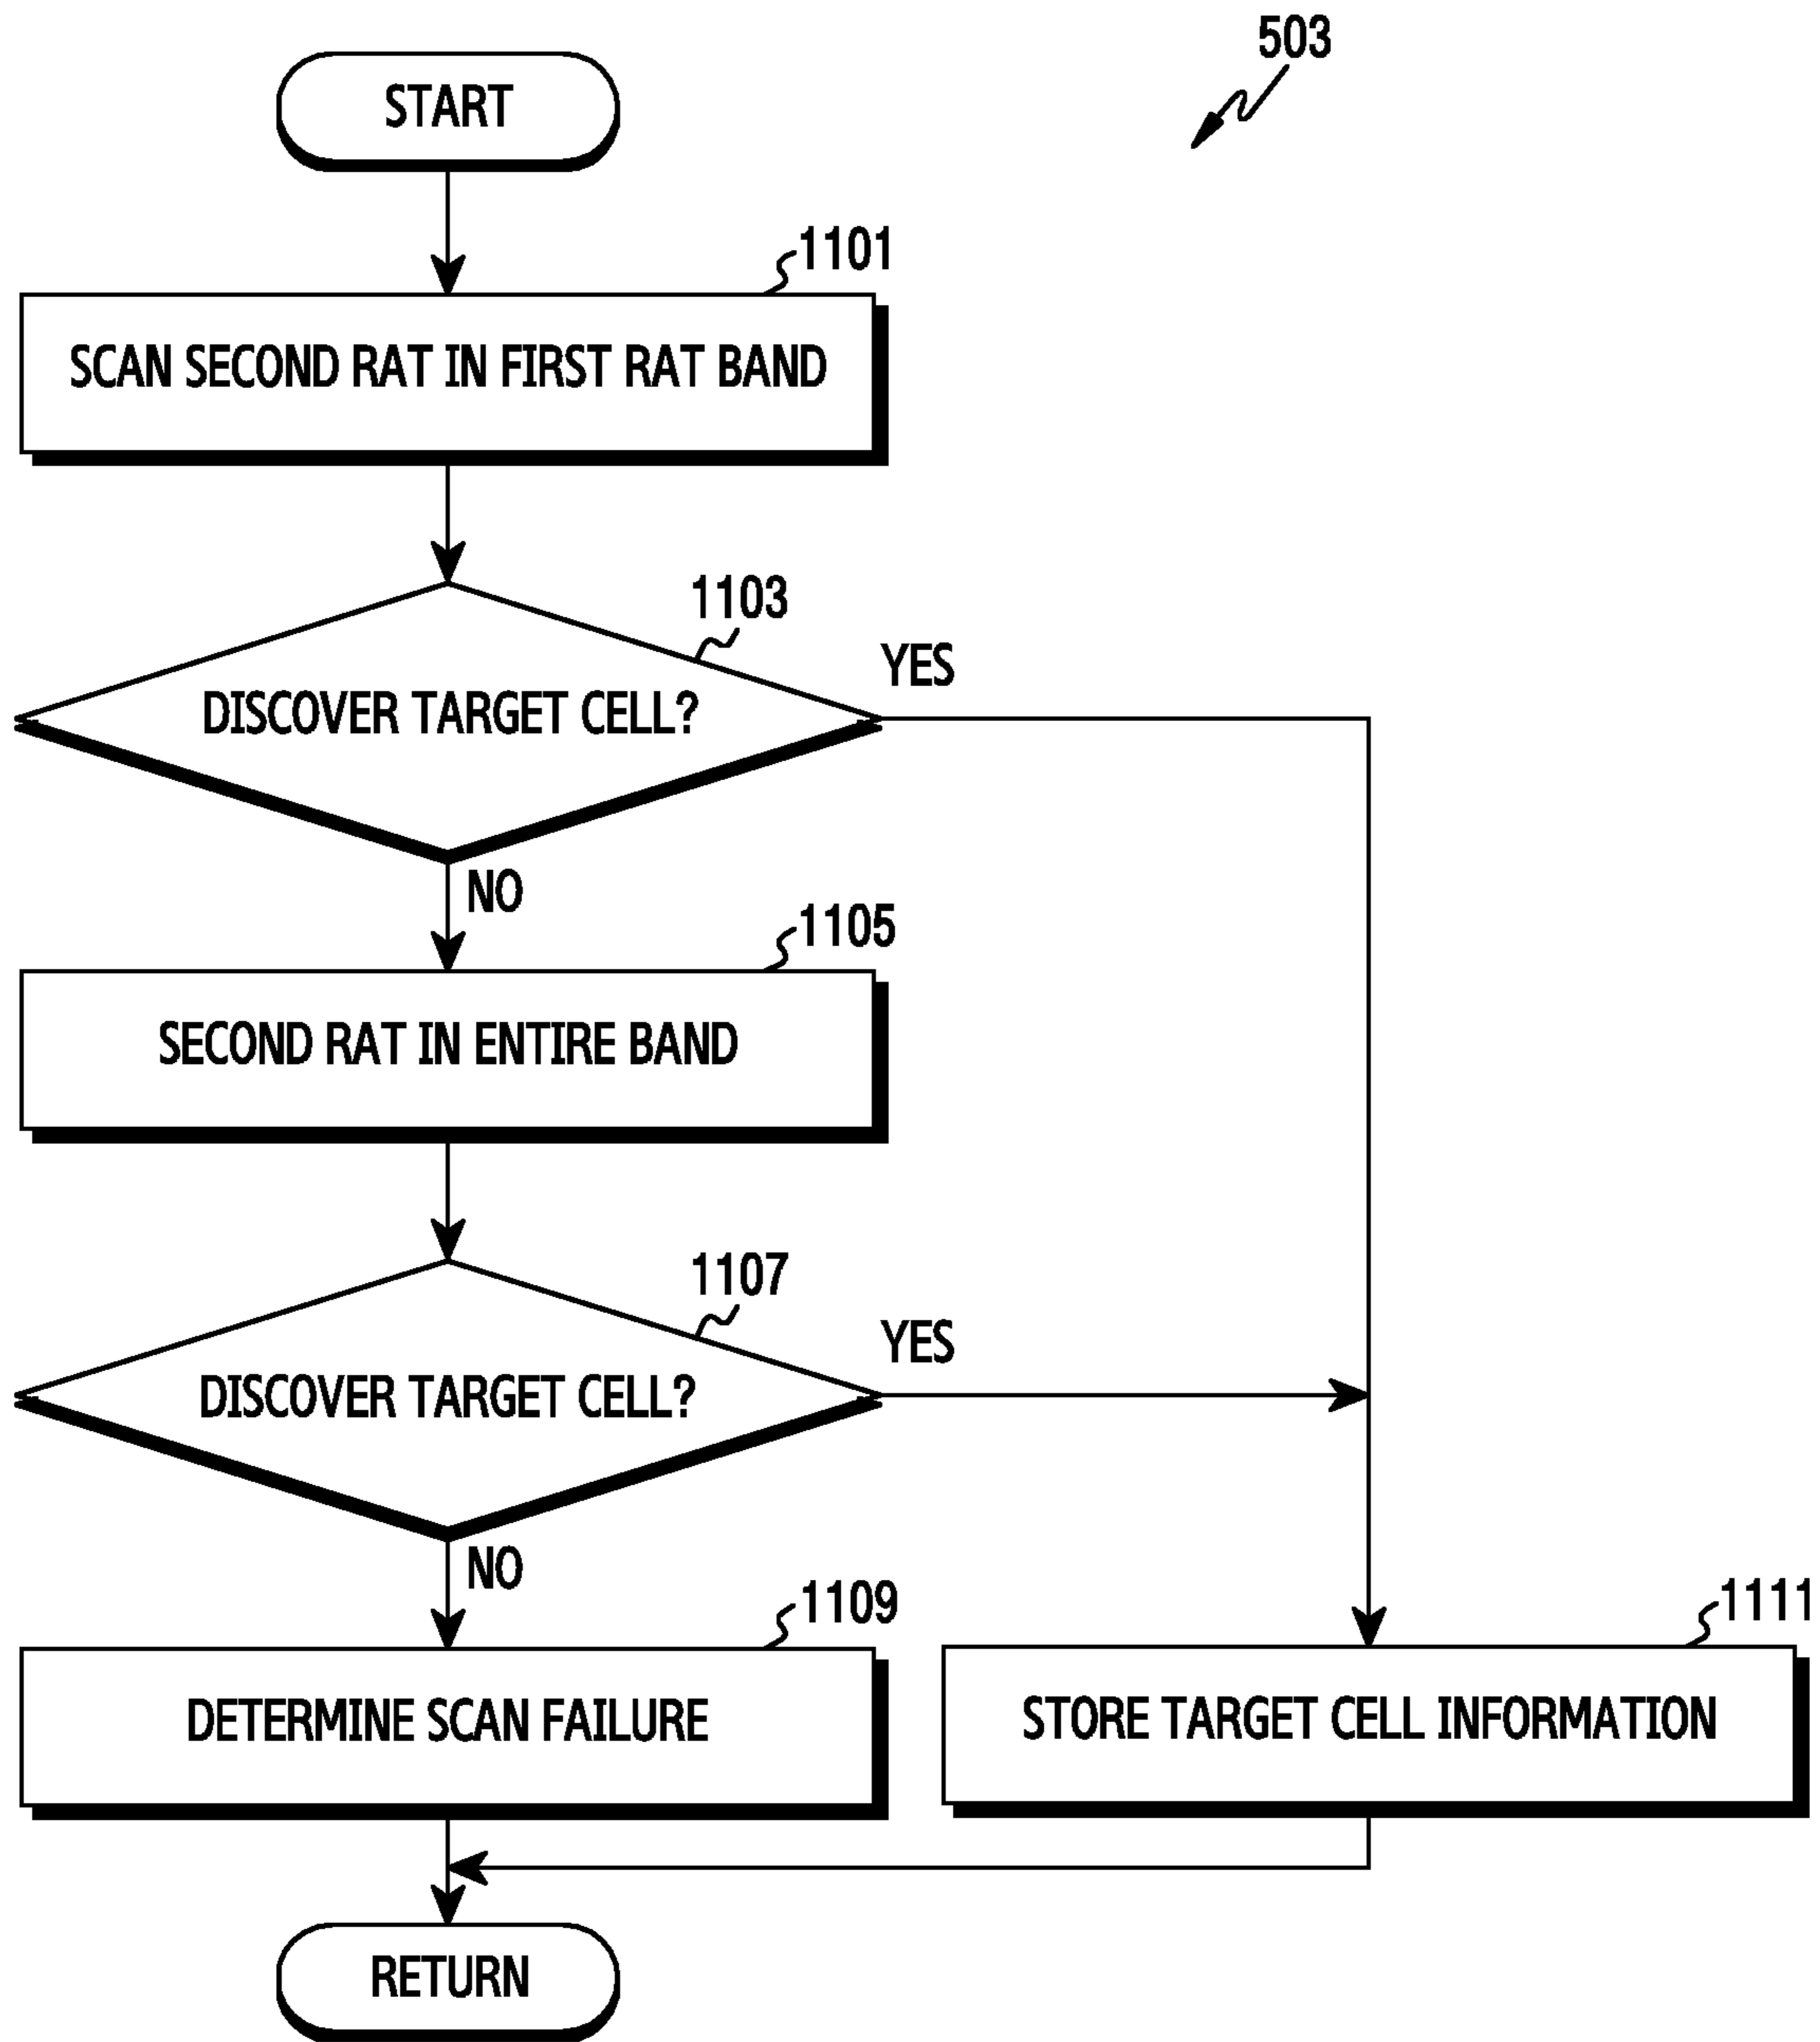 503
START
1101
SCAN SECOND RAT IN FIRST RAT BAND
1103
DISCOVER TARGET CELL?
YES
NO
1105
SECOND RAT IN ENTIRE BAND
1107
DISCOVER TARGET CELL?
YES
NO
1109
DETERMINE SCAN FAILURE
1111
STORE TARGET CELL INFORMATION
RETURN